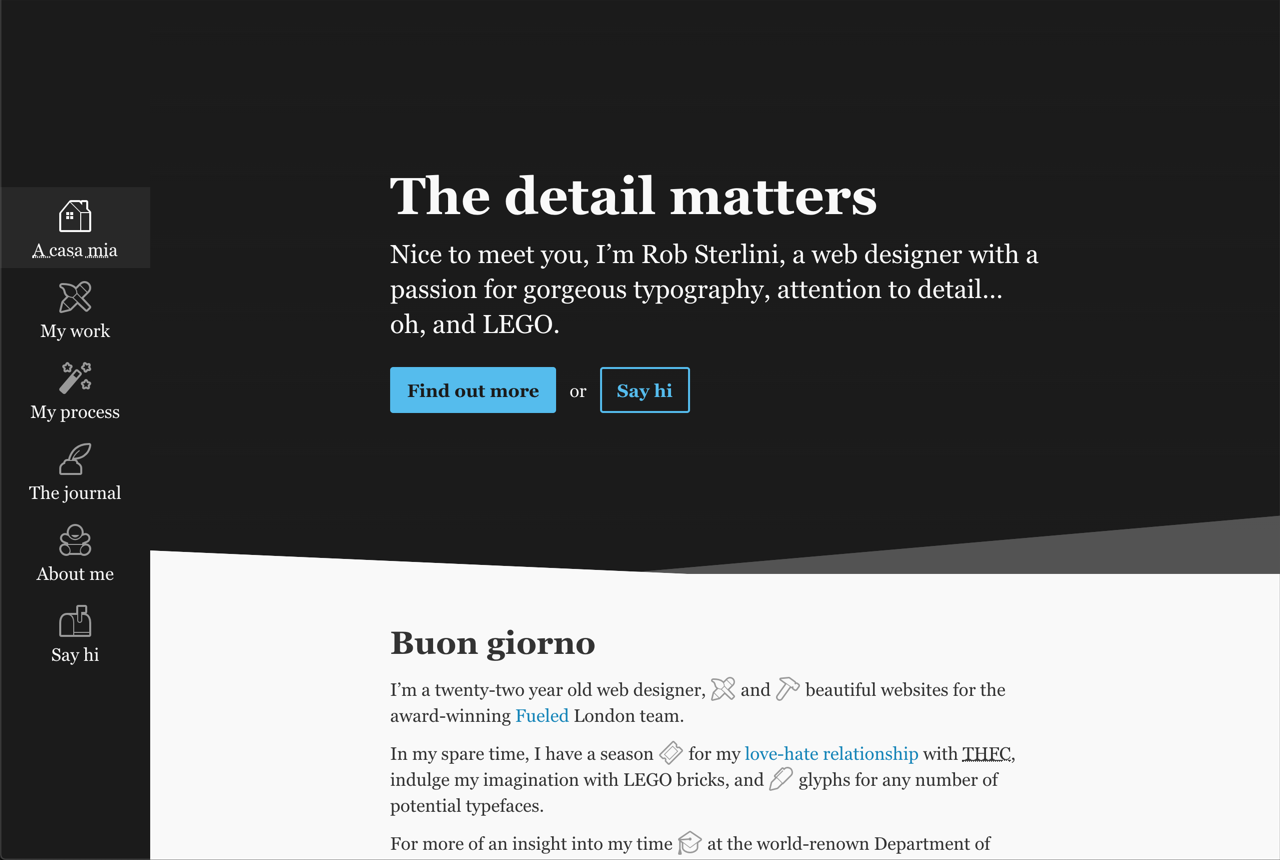 A casa mia
My work
My process
The journal
About me
Say hi
The detail matters
Nice to meet you, I’m Rob Sterlini, a web designer with a
passion for gorgeous typography, attention to detail…
oh, and LEGO.
Find out more or Say hi
Buon giorno
I’m a twenty-two year old web designer, and beautiful websites for the
award-winning Fueled London team.
In my spare time, I have a season for my love-hate relationship with THFC,
indulge my imagination with LEGO bricks, and glyphs for any number of
potential typefaces.
For more of an insight into my time at the world-renown Department of